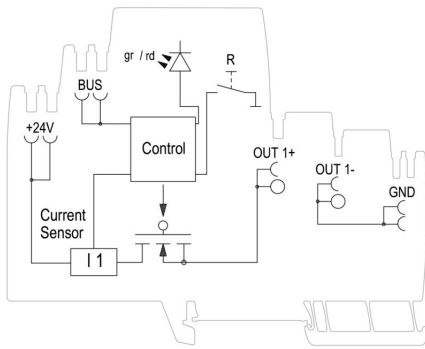 gr / rd
R
BUS
+24V
Control
OUT 1+
OUT 1-
GND
Current
Sensor
I 1